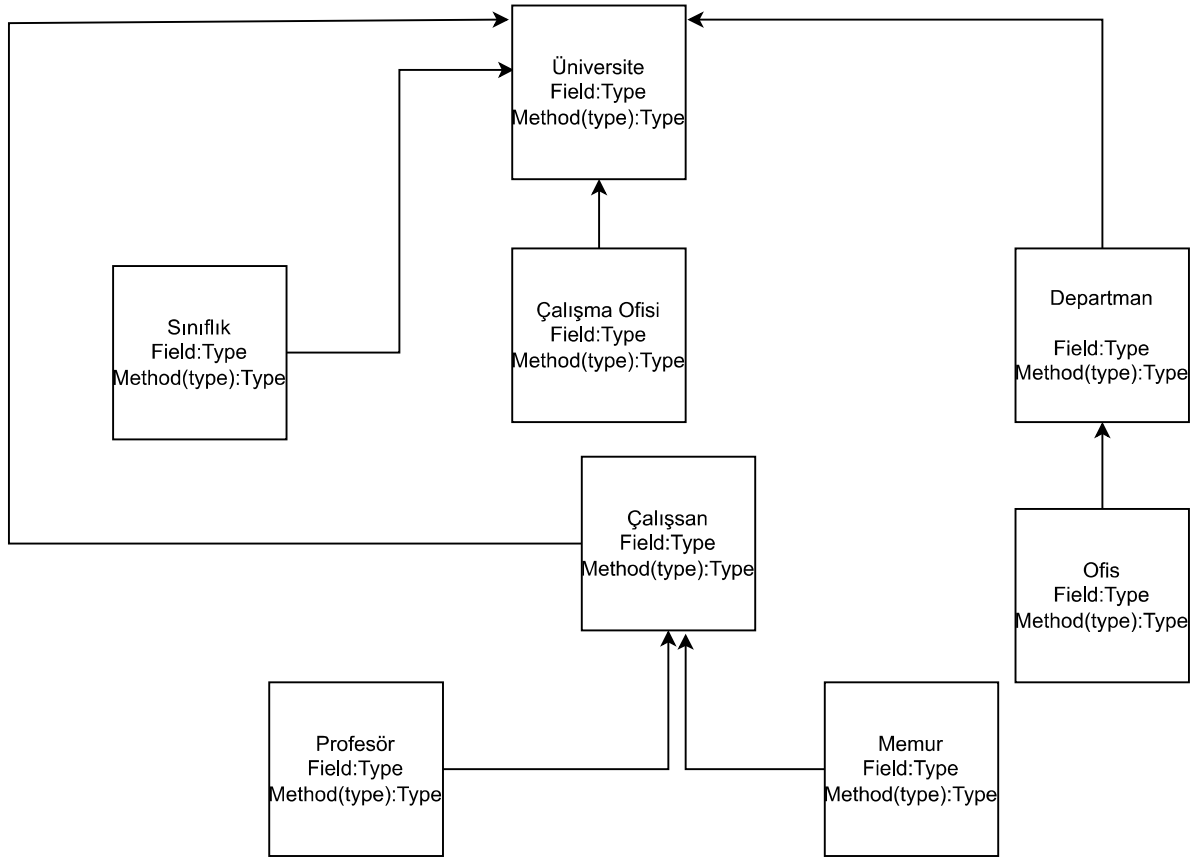 Üniversite
Field:Type
Method(type):Type
Sınıflık
Field:Type
Method(type):Type
Çalışma Ofisi
Field:Type
Method(type):Type
Departman
Field:Type
Method(type):Type
Çalışsan
Field:Type
Method(type):Type
Ofis
Field:Type
Method(type):Type
Profesör
Field:Type
Method(type):Type
Memur
Field:Type
Method(type):Type